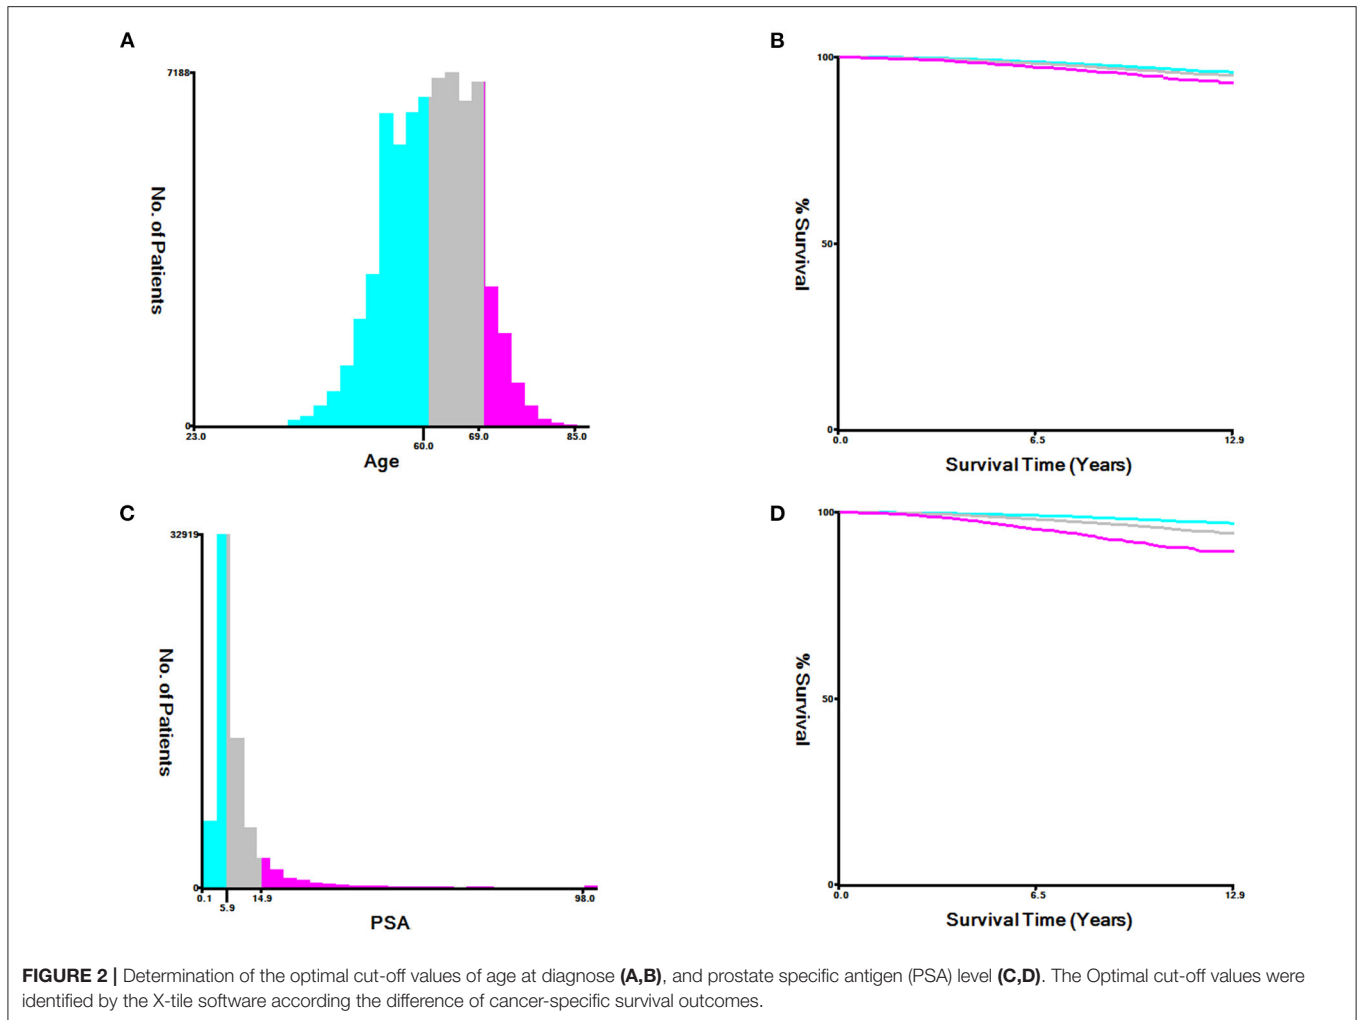 A
7188
No. of Patients
0
23.0
60.0
69.0
85.0
Age
B
100
% Survival
50
0
0.0
6.5
12.9
Survival Time (Years)
C
32919
No. of Patients
0
0.1
5.9
14.9
98.0
PSA
D
100
% Survival
50
0
0.0
6.5
12.9
Survival Time (Years)
FIGURE 2 | Determination of the optimal cut-off values of age at diagnose (A,B), and prostate specific antigen (PSA) level (C,D). The Optimal cut-off values were
identified by the X-tile software according the difference of cancer-specific survival outcomes.